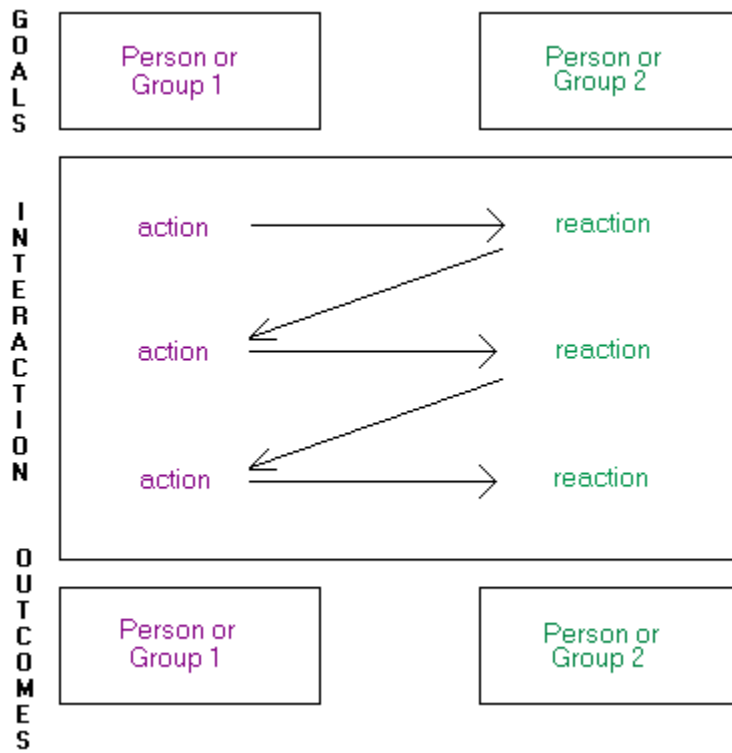 GOALS
Person or
Group 1
Person or
Group 2
INTERACTION
action
reaction
action
reaction
action
reaction
OUTCOMES
Person or
Group 1
Person or
Group 2